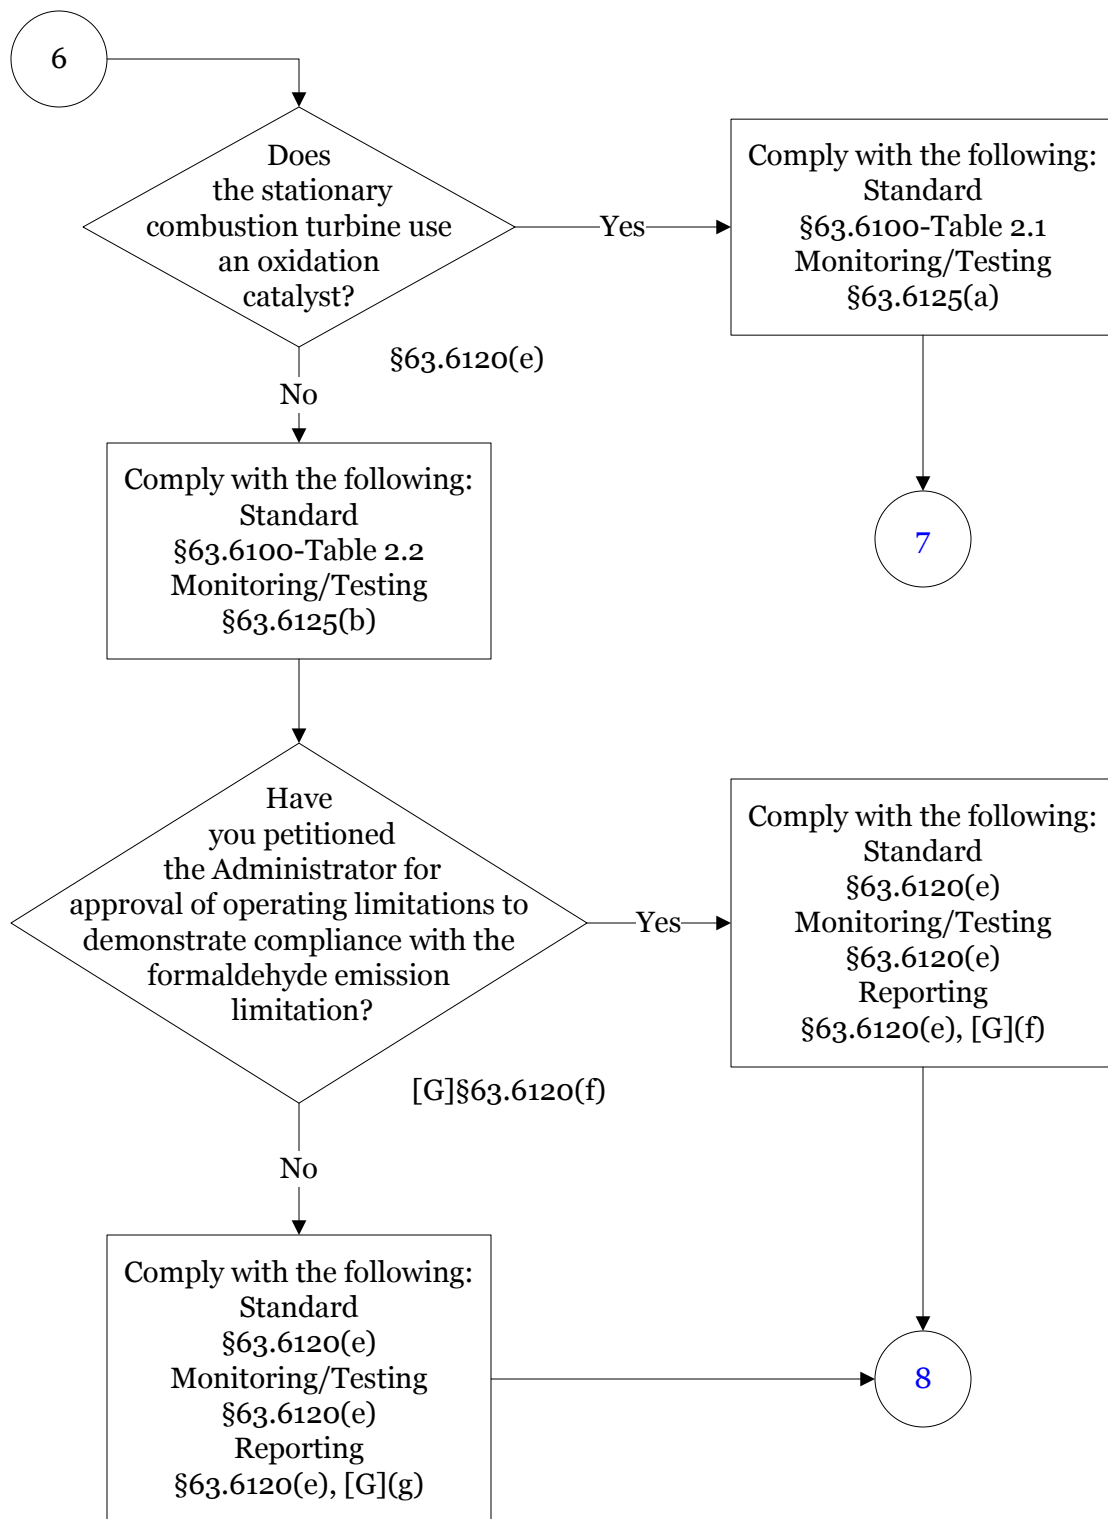 6
Does
the stationary
combustion turbine use
an oxidation
catalyst?
Yes
Comply with the following:
Standard
§63.6100-Table 2.1
Monitoring/Testing
§63.6125(a)
§63.6120(e)
No
7
Comply with the following:
Standard
§63.6100-Table 2.2
Monitoring/Testing
§63.6125(b)
Have
you petitioned
the Administrator for
approval of operating limitations to
demonstrate compliance with the
formaldehyde emission
limitation?
Yes
Comply with the following:
Standard
§63.6120(e)
Monitoring/Testing
§63.6120(e)
Reporting
§63.6120(e), [G](f)
[G]§63.6120(f)
No
Comply with the following:
Standard
§63.6120(e)
Monitoring/Testing
§63.6120(e)
Reporting
§63.6120(e), [G](g)
8